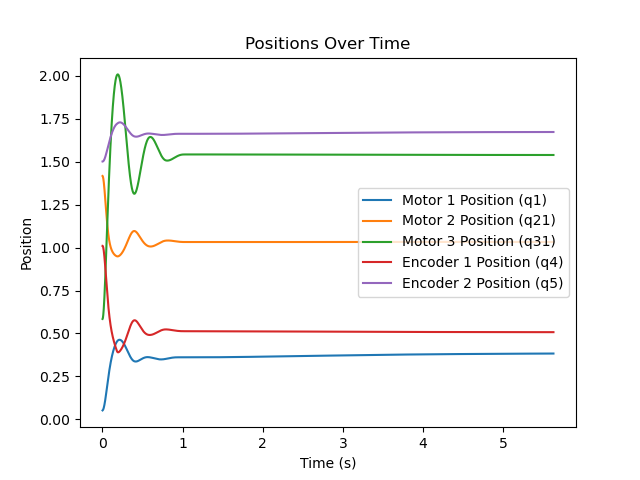 Positions Over Time
2.00
1.75
1.50
1.25
1.00
0.75
0.50
0.25
0.00
Position
Motor 1 Position (q1)
Motor 2 Position (q21)
Motor 3 Position (q31)
Encoder 1 Position (q4)
Encoder 2 Position (q5)
0 1 2 3 4 5
Time (s)